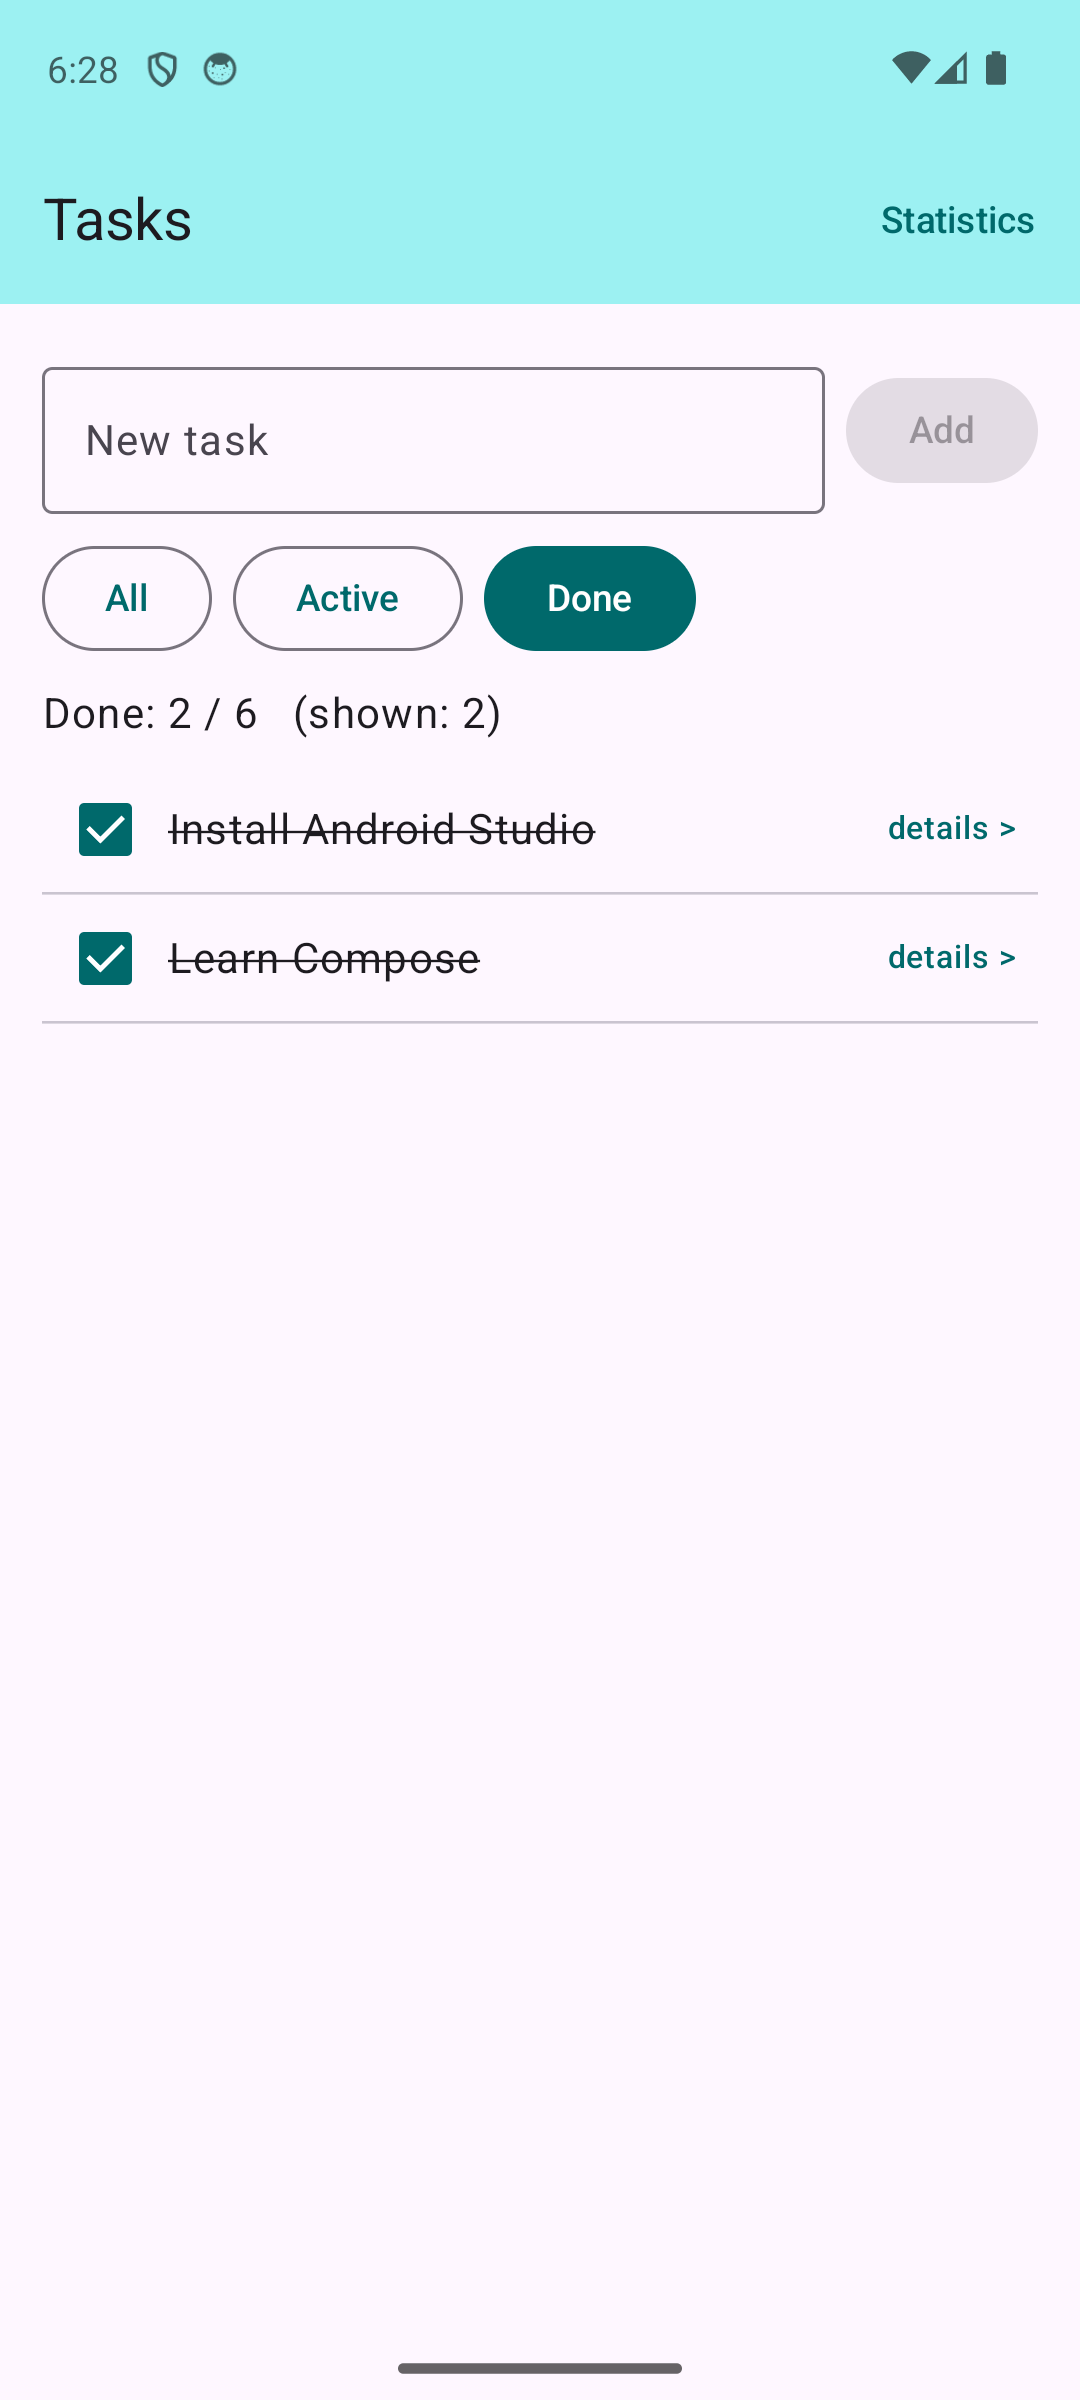 6:28
Tasks
Statistics
New task
Add
All
Active
Done
Done: 2 / 6 (shown: 2)
Install Android Studio
details >
Learn Compose
details >